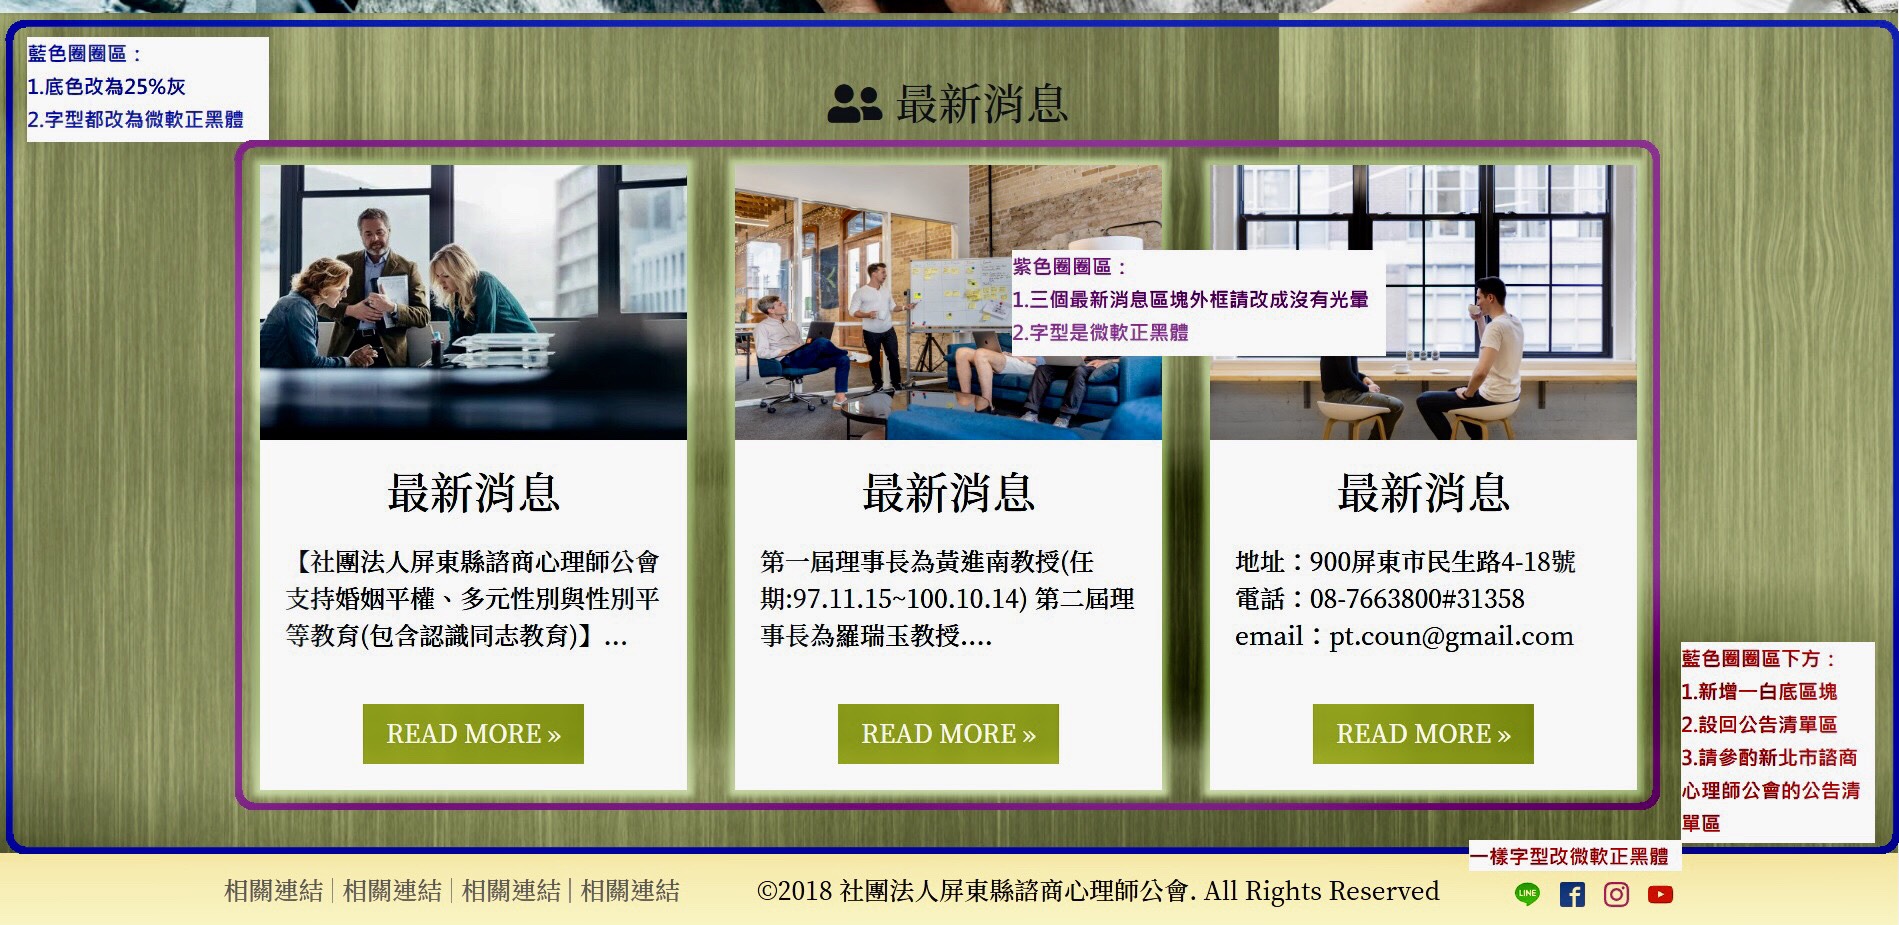 藍色圈圈區：
1.底色改為25%灰
2.字型都改為微軟正黑體
最新消息
紫色圈圈區：
1.三個最新消息區塊外框請改成沒有光暈
2.字型是微軟正黑體
最新消息
【社團法人屏東縣諮商心理師公會
支持婚姻平權、多元性別與性別平
等教育(包含認識同志教育)】...
READ MORE »
最新消息
第一屆理事長為黃進南教授(任
期:97.11.15~100.10.14) 第二屆理
事長為羅瑞玉教授....
READ MORE »
最新消息
地址：900屏東市民生路4-18號
電話：08-7663800#31358
email：pt.coun@gmail.com
READ MORE »
藍色圈圈區下方：
1.新增一白底區塊
2.設回公告清單區
3.請參酌新北市諮商
心理師公會的公告清
單區
一樣字型改微軟正黑體
相關連結 | 相關連結 | 相關連結 | 相關連結
©2018 社團法人屏東縣諮商心理師公會. All Rights Reserved
LINE